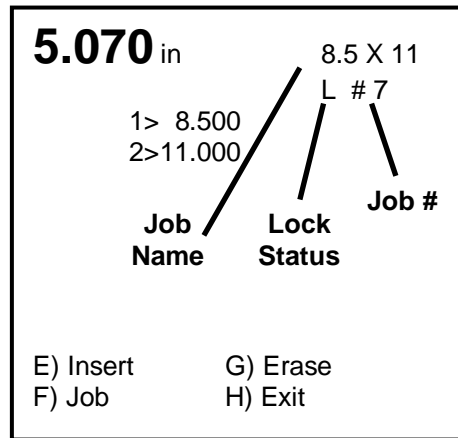 5.070 in 8.5 X 11
L # 7
1> 8.500
2>11.000
Job #
Job Lock
Name Status
E) Insert G) Erase
F) Job H) Exit